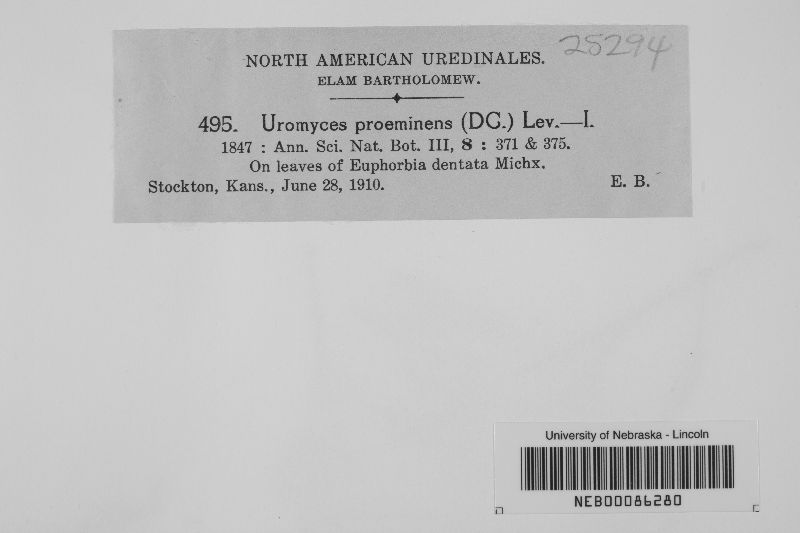 25294
NORTH AMERICAN UREDINALES.
ELAM BARTHOLOMEW.
495. Uromyces proeminens (DC.) Lev.—I.
1847 : Ann. Sci. Nat. Bot. III, 8 : 371 & 375.
On leaves of Euphorbia dentata Michx.
Stockton, Kans., June 28, 1910. E. B.
University of Nebraska - Lincoln
NEB00086280